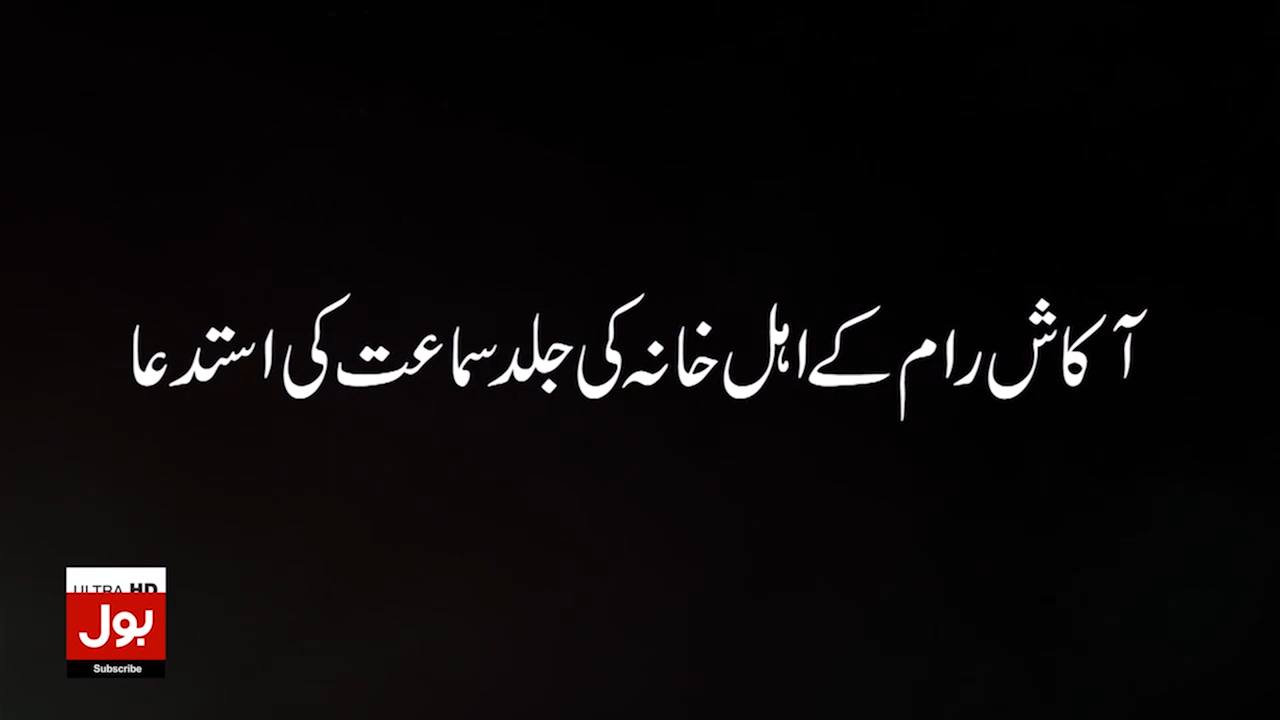 آکاش رام کے اہل خانہ کی جلد سماعت کی استدعا
ULTRA HD
بول
Subscribe